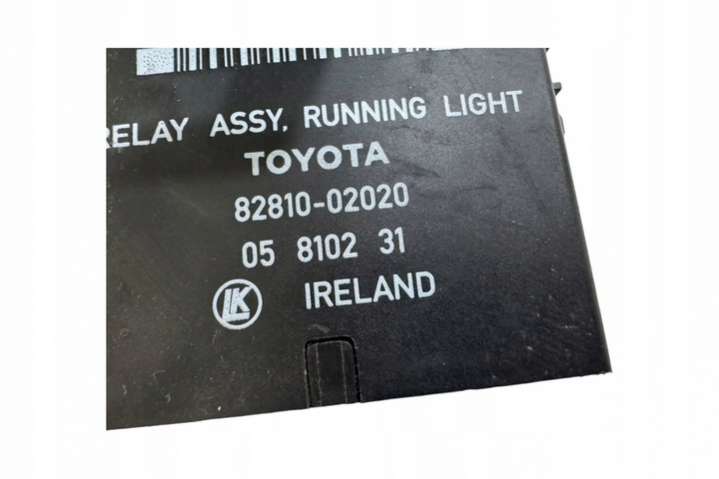 RELAY ASSY, RUNNING LIGHT
TOYOTA
82810-02020
05 8102 31
LK IRELAND